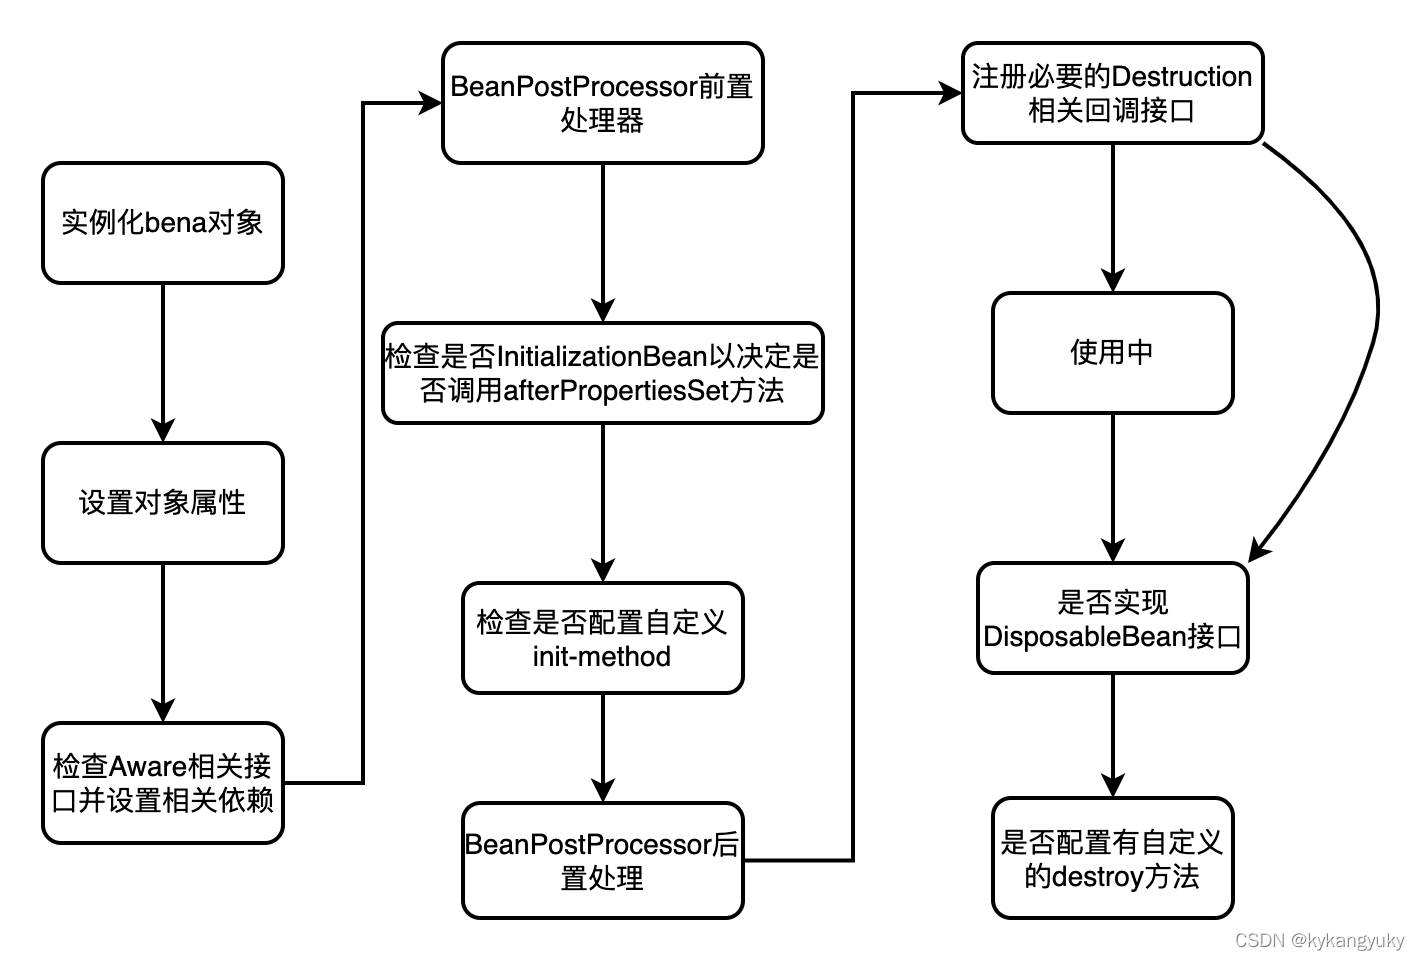 实例化bena对象
设置对象属性
检查Aware相关接
口并设置相关依赖
BeanPostProcessor前置
处理器
检查是否InitializationBean以决定是
否调用afterPropertiesSet方法
检查是否配置自定义
init-method
BeanPostProcessor后
置处理
注册必要的Destruction
相关回调接口
使用中
是否实现
DisposableBean接口
是否配置有自定义
的destroy方法
CSDN @kykangyuky